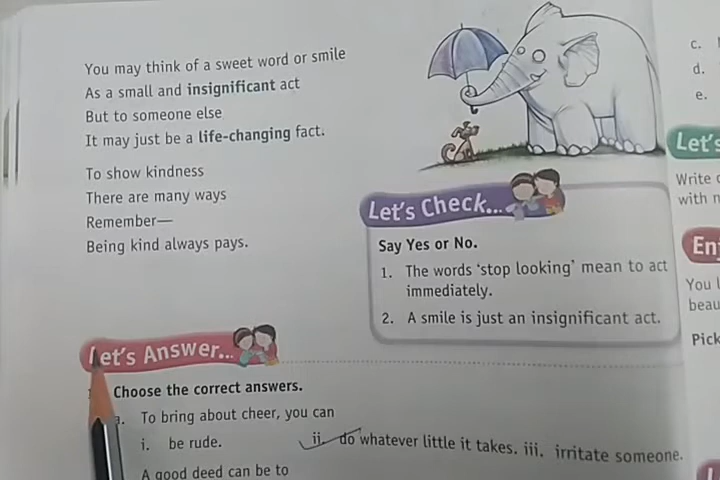 You may think of a sweet word or smile
As a small and insignificant act
But to someone else
It may just be a life-changing fact.
To show kindness
There are many ways
Remember—
Being kind always pays.
Let's Check...
Say Yes or No.
1. The words 'stop looking' mean to act
immediately.
2. A smile is just an insignificant act.
Let's Answer...
Choose the correct answers.
a. To bring about cheer, you can
i. be rude.
ii. do whatever little it takes. iii. irritate someone.
A good deed can be to
c.
d.
e.
Let's
Write
with
You
Pick